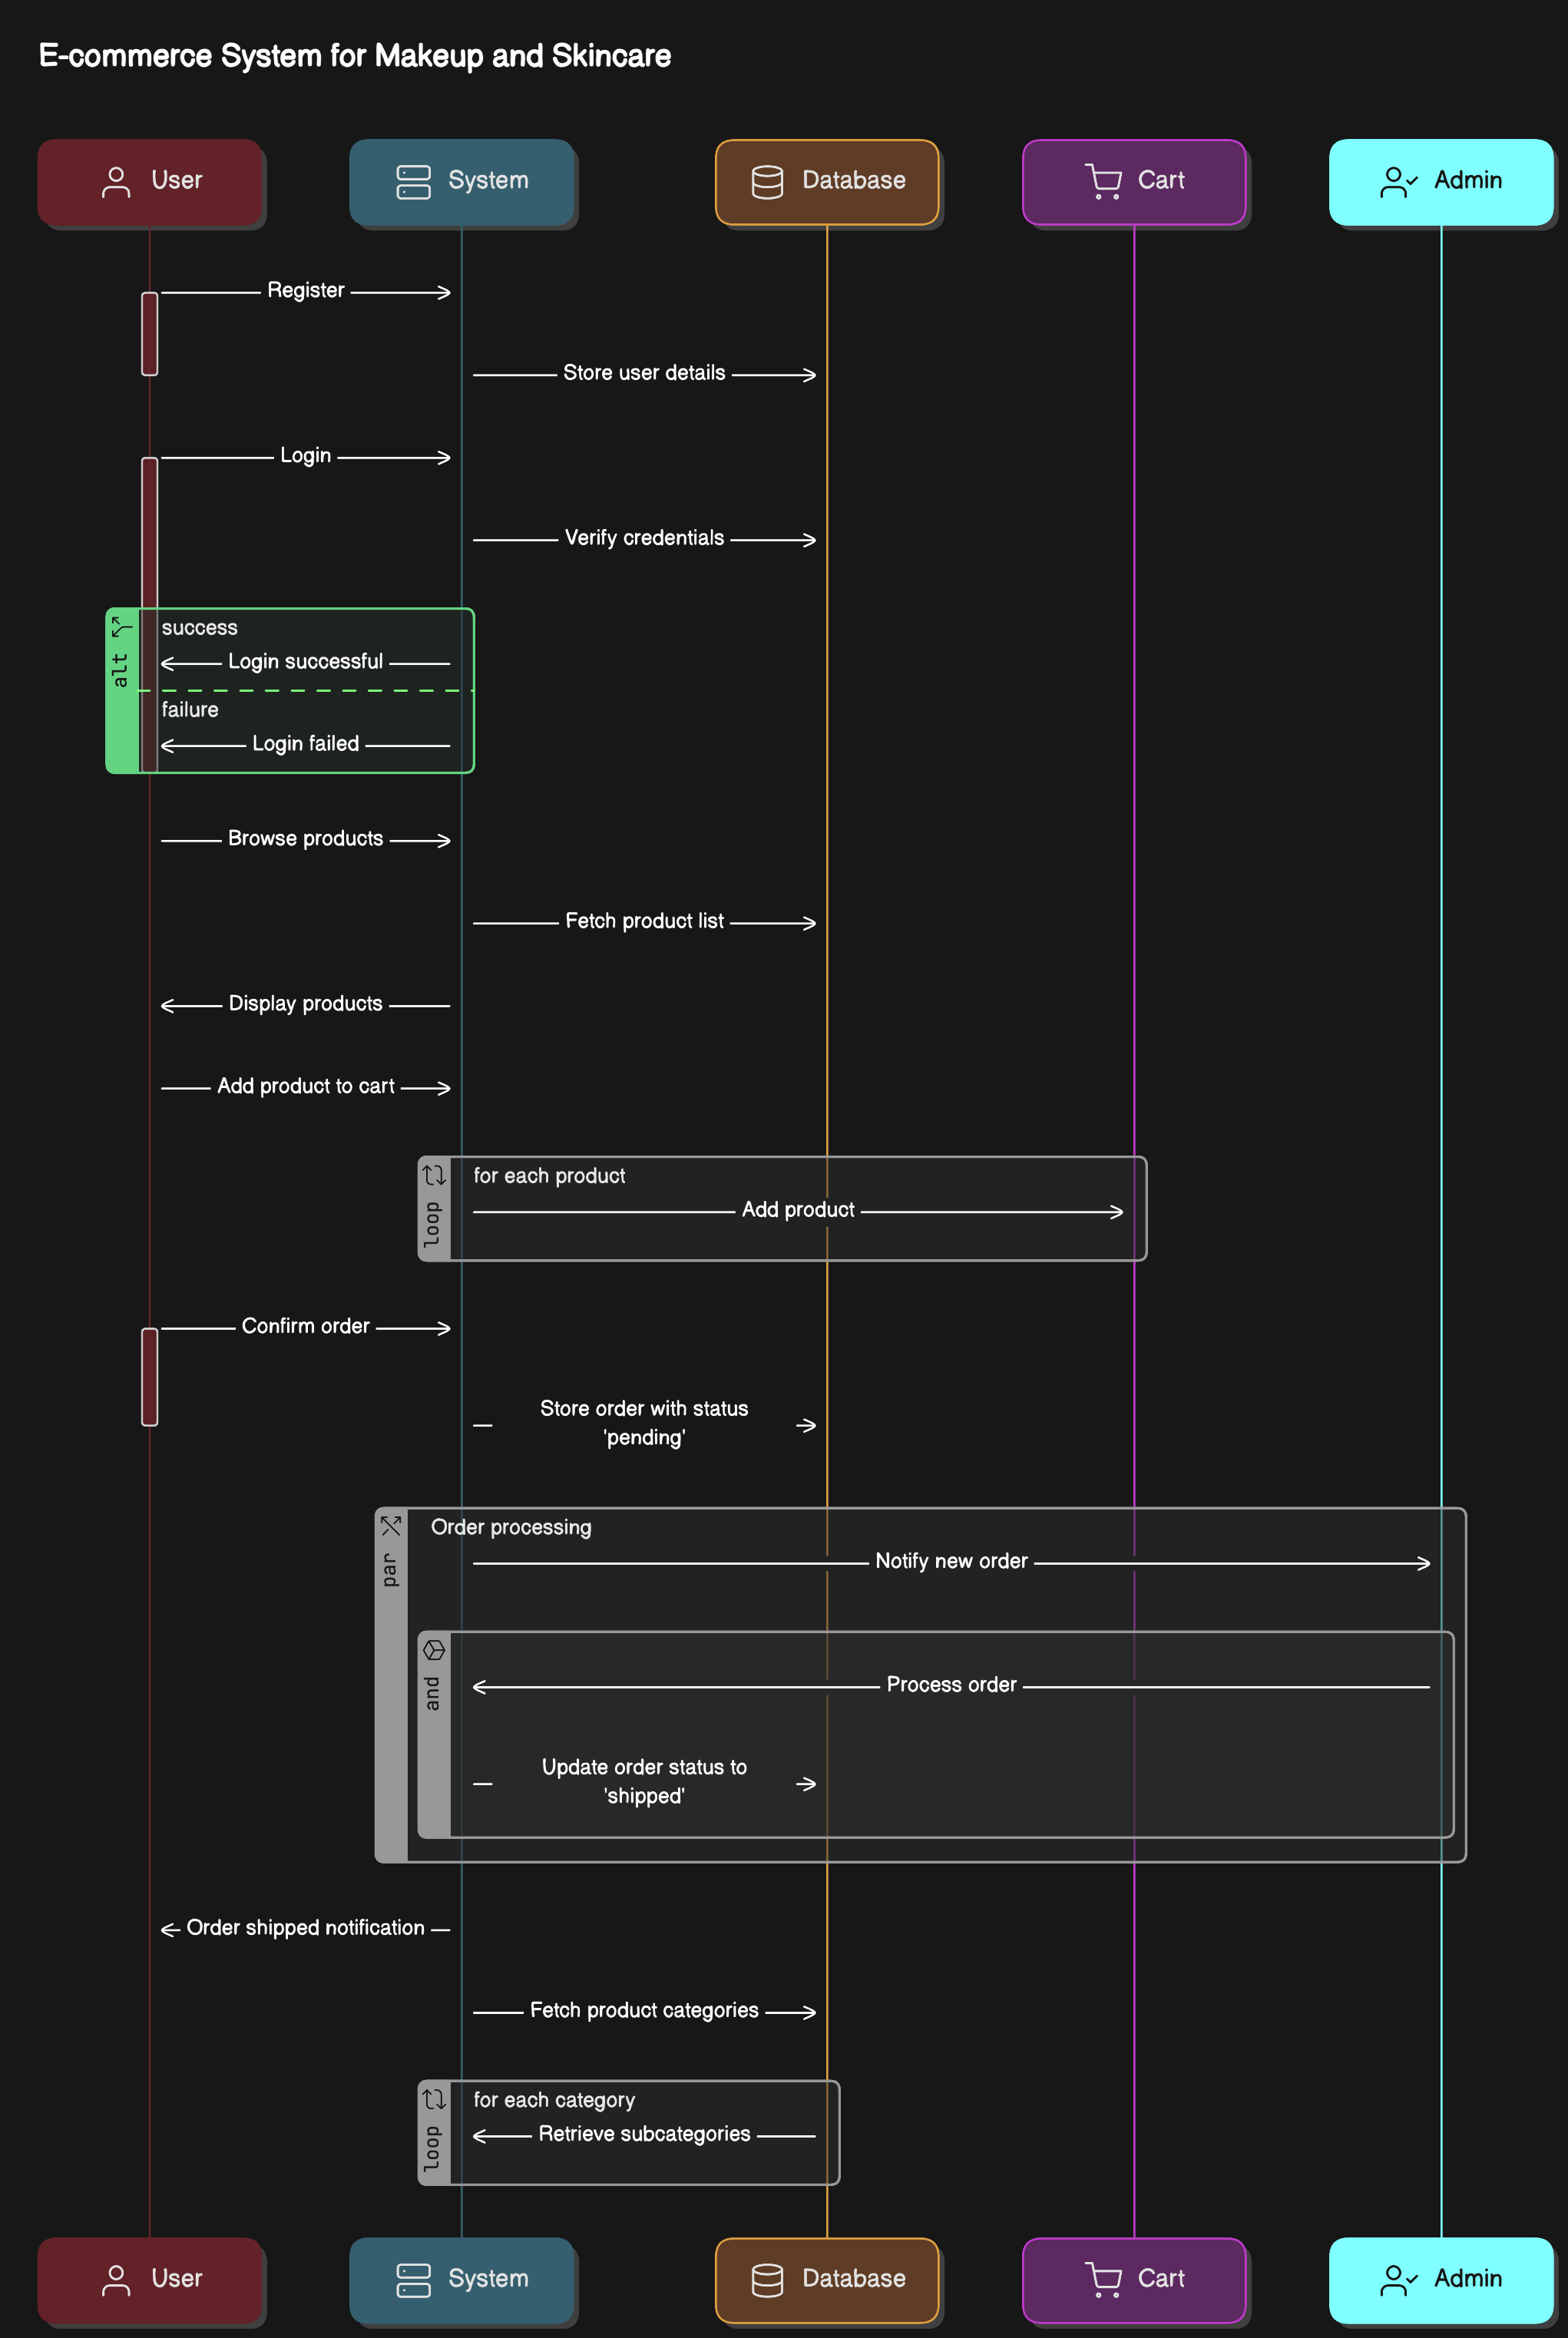 E-commerce System for Makeup and Skincare
User
System
Database
Cart
Admin
Register
Store user details
Login
Verify credentials
alt
success
Login successful
failure
Login failed
Browse products
Fetch product list
Display products
Add product to cart
loop
for each product
Add product
Confirm order
Store order with status
'pending'
par
Order processing
Notify new order
and
Process order
Update order status to
'shipped'
Order shipped notification
Fetch product categories
loop
for each category
Retrieve subcategories
User
System
Database
Cart
Admin